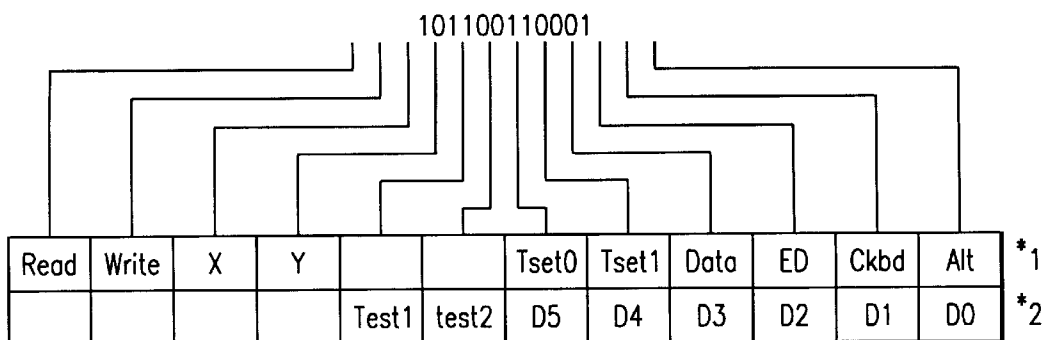 101100110001
Read Write X Y Tset0 Tset1 Data ED Ckbd Alt *1
Test1 test2 D5 D4 D3 D2 D1 D0 *2